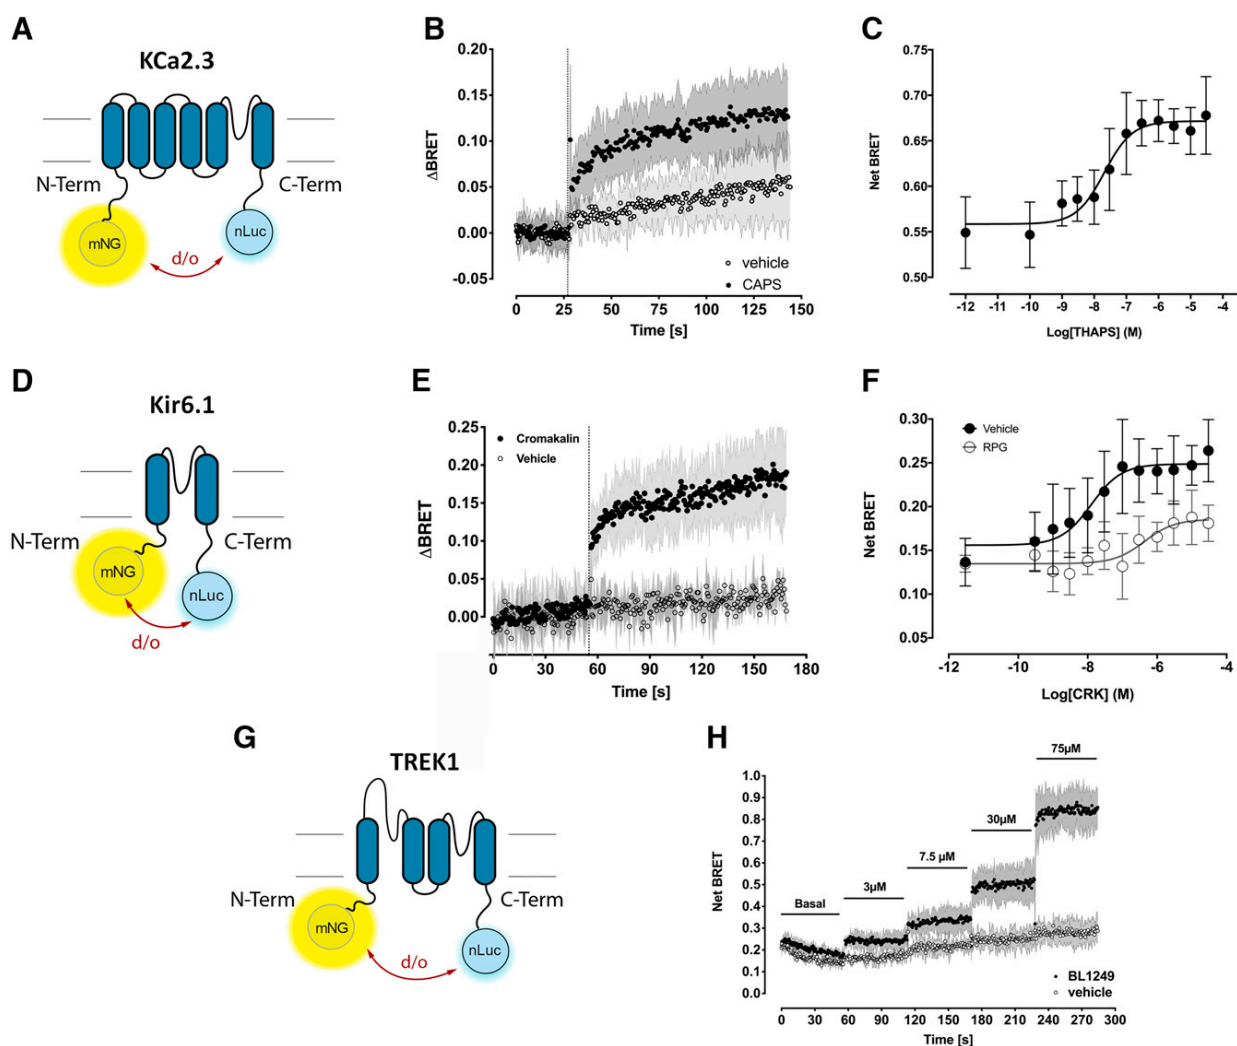 A
KCa2.3
N-Term
C-Term
mNG
nLuc
d/o
B
ΔBRET
0.20
0.15
0.10
0.05
0.00
-0.05
vehicle
CAPS
0 25 50 75 100 125 150
Time [s]
C
Net BRET
0.75
0.70
0.65
0.60
0.55
0.50
-12 -11 -10 -9 -8 -7 -6 -5 -4
Log[THAPS] (M)
D
Kir6.1
N-Term
C-Term
mNG
nLuc
d/o
E
ΔBRET
0.25
0.20
0.15
0.10
0.05
0.00
Cromakalin
Vehicle
0 30 60 90 120 150 180
Time [s]
F
Net BRET
0.30
0.25
0.20
0.15
0.10
0.05
Vehicle
RPG
-12 -10 -8 -6 -4
Log[CRK] (M)
G
TREK1
N-Term
C-Term
mNG
nLuc
d/o
H
Net BRET
1.0
0.9
0.8
0.7
0.6
0.5
0.4
0.3
0.2
0.1
0.0
Basal
3µM
7.5 µM
30µM
75µM
BL1249
vehicle
0 30 60 90 120 150 180 210 240 270 300
Time [s]